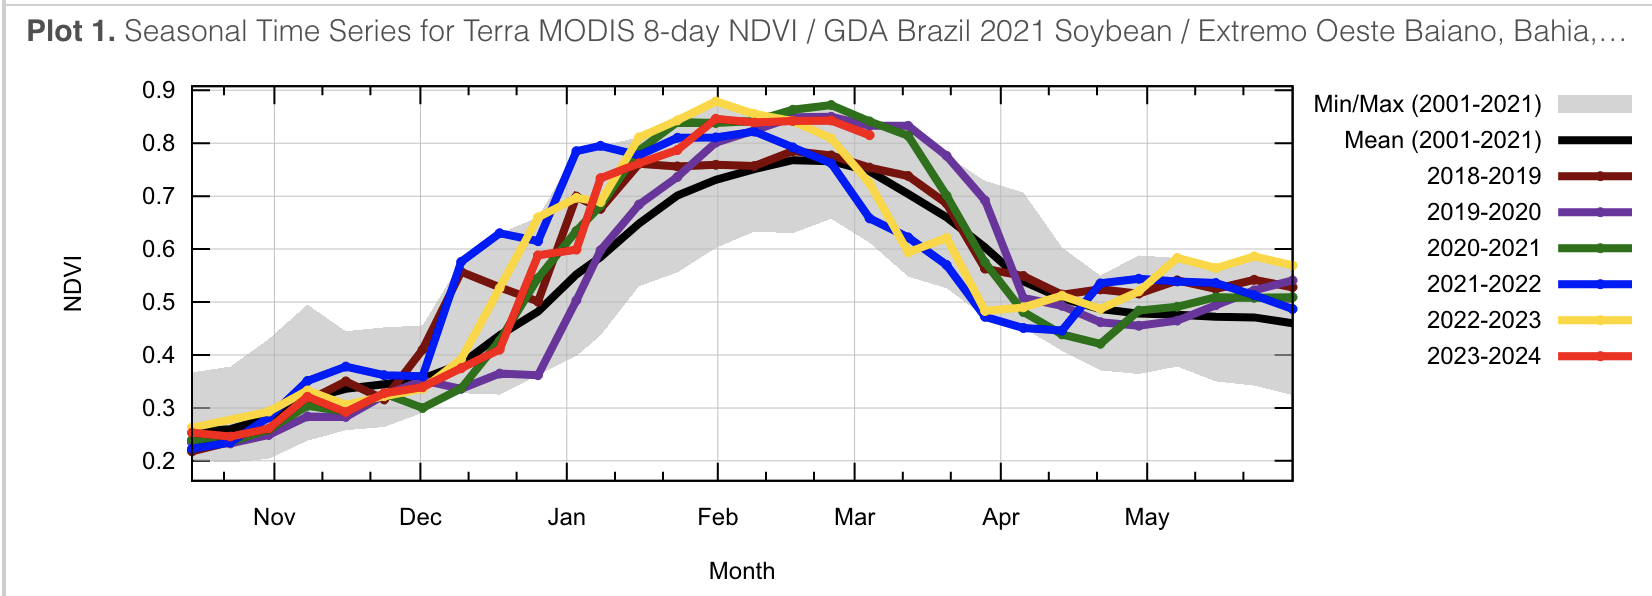 Plot 1. Seasonal Time Series for Terra MODIS 8-day NDVI / GDA Brazil 2021 Soybean / Extremo Oeste Baiano, Bahia,…
0.9
0.8
0.7
0.6
0.5
0.4
0.3
0.2
NDVI
Nov Dec Jan Feb Mar Apr May
Month
Min/Max (2001-2021)
Mean (2001-2021)
2018-2019
2019-2020
2020-2021
2021-2022
2022-2023
2023-2024